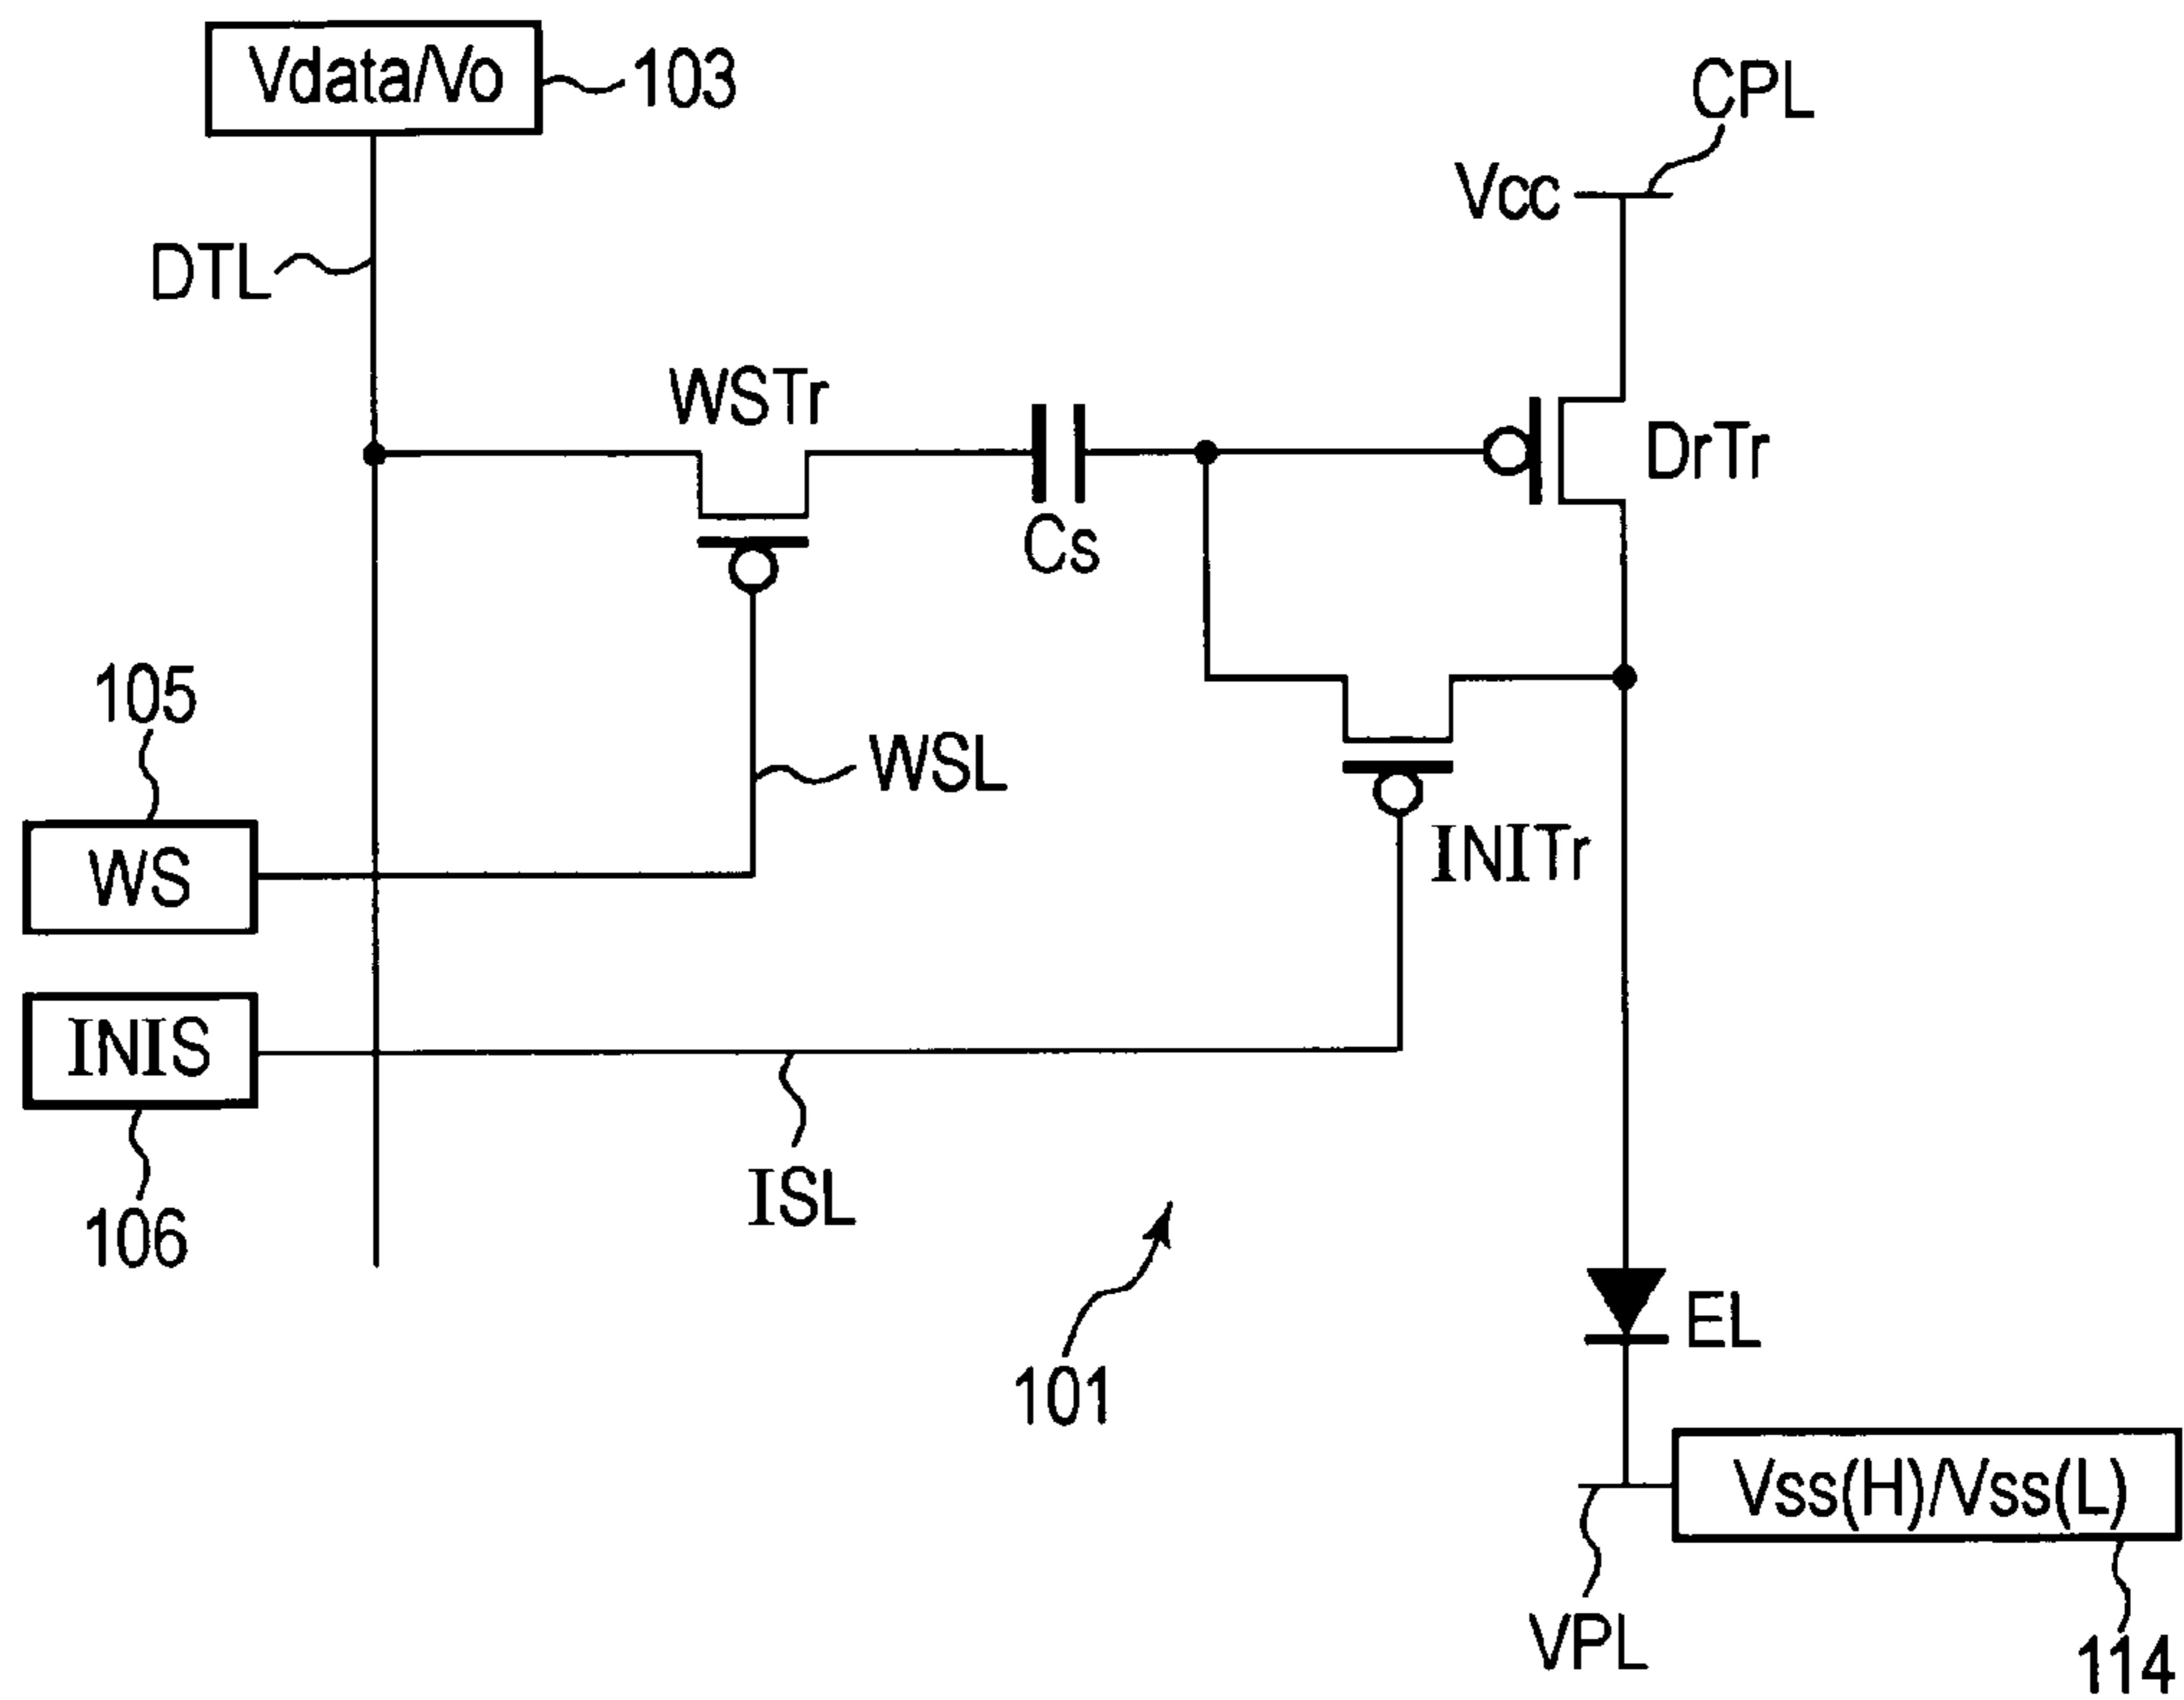 Vdata/Vo
103
CPL
Vcc
DTL
WSTr
DrTr
Cs
105
WSL
WS
INITr
INIS
ISL
106
101
EL
Vss(H)/Vss(L)
VPL
114